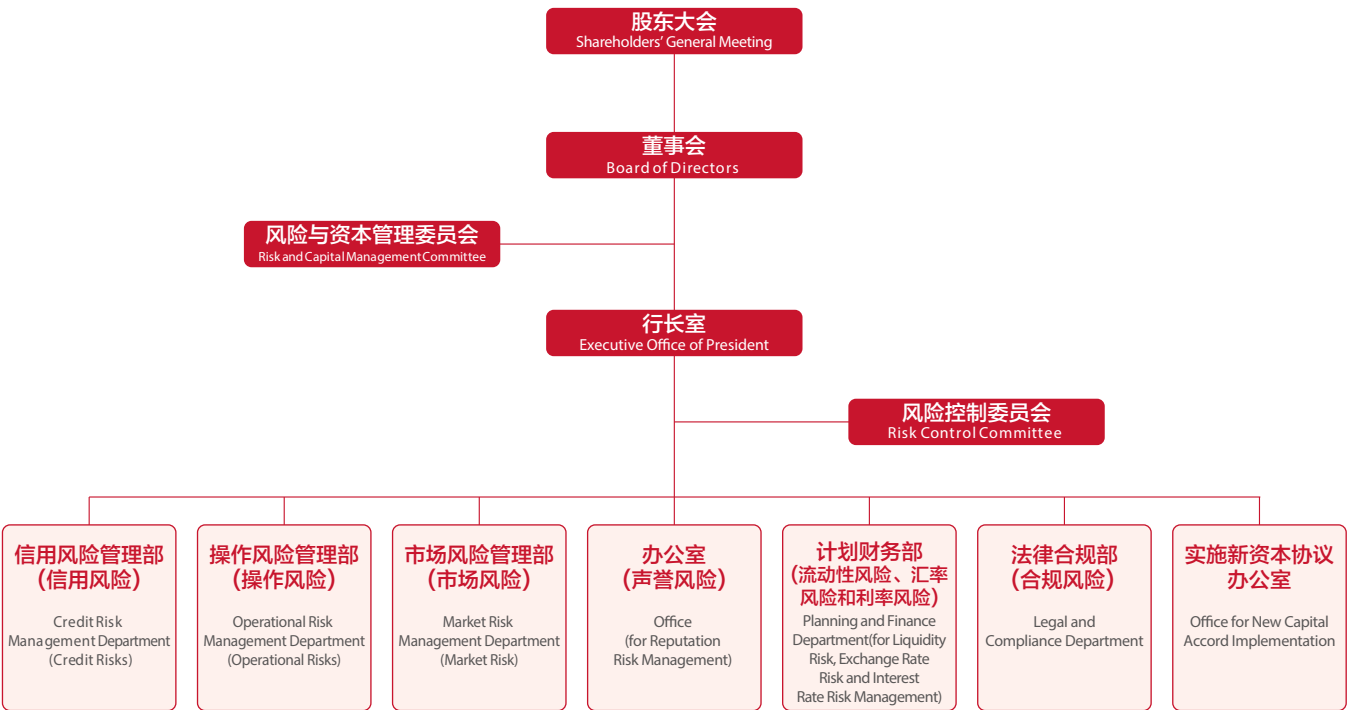 股东大会
Shareholders' General Meeting
董事会
Board of Directors
风险与资本管理委员会
Risk and Capital Management Committee
行长室
Executive Office of President
风险控制委员会
Risk Control Committee
信用风险管理部
(信用风险)
Credit Risk
Management Department
(Credit Risks)
操作风险管理部
(操作风险)
Operational Risk
Management Department
(Operational Risks)
市场风险管理部
(市场风险)
Market Risk
Management Department
(Market Risk)
办公室
(声誉风险)
Office
(for Reputation
Risk Management)
计划财务部
(流动性风险、汇率
风险和利率风险)
Planning and Finance
Department(for Liquidity
Risk, Exchange Rate
Risk and Interest
Rate Risk Management)
法律合规部
(合规风险)
Legal and
Compliance Department
实施新资本协议
办公室
Office for New Capital
Accord Implementation